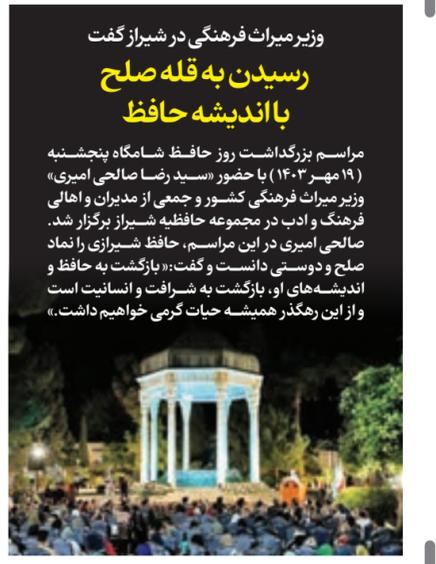 وزیر میراث فرهنگی در شیراز گفت
رسیدن به قله صلح
با اندیشه حافظ
مراسم بزرگداشت روز حافظ شامگاه پنجشنبه
(۱۹ مهر ۱۴۰۳) با حضور «سید رضا صالحی امیری»
وزیر میراث فرهنگی کشور و جمعی از مدیران و اهالی
فرهنگ و ادب در مجموعه حافظیه شیراز برگزار شد.
صالحی امیری در این مراسم، حافظ شیرازی را نماد
صلح و دوستی دانست و گفت:«بازگشت به حافظ و
اندیشه‌های او، بازگشت به شرافت و انسانیت است
و از این رهگذر همیشه حیات گرمی خواهیم داشت.»